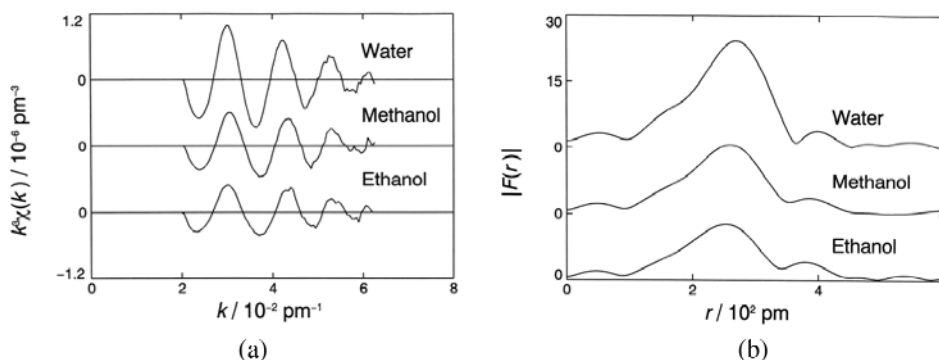 1.2
0
0
0
-1.2
Water
Methanol
Ethanol
k³χ(k) / 10⁻⁶ pm⁻³
0 2 4 6 8
k / 10⁻² pm⁻¹
(a)
30
15
0
0
0
Water
Methanol
Ethanol
|F(r)|
0 2 4
r / 10² pm
(b)